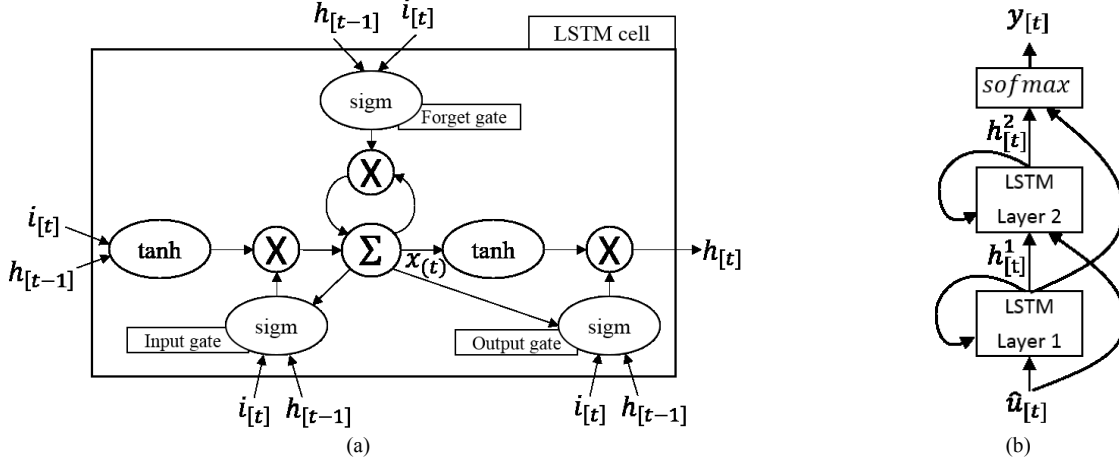 h[t−1] i[t]
LSTM cell
sigm
Forget gate
X
i[t]
h[t−1]
tanh
X
Σ
x(t)
tanh
X
h[t]
sigm
Input gate
sigm
Output gate
i[t] h[t−1]
i[t] h[t−1]
(a)
y[t]
sofmax
h²[t]
LSTM
Layer 2
h¹[t]
LSTM
Layer 1
û[t]
(b)